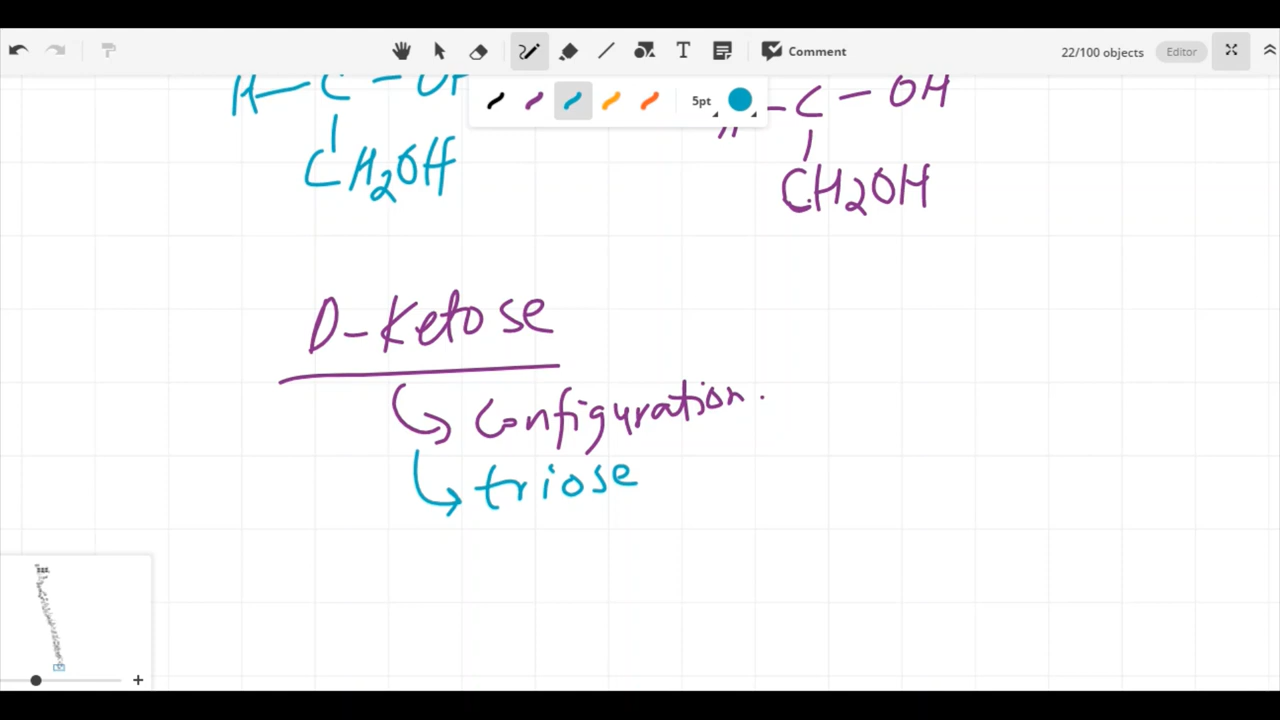 Comment
22/100 objects
Editor
5pt
H-C-OH
C-OH
CH2OH
CH2OH
D-Ketose
Configuration.
triose